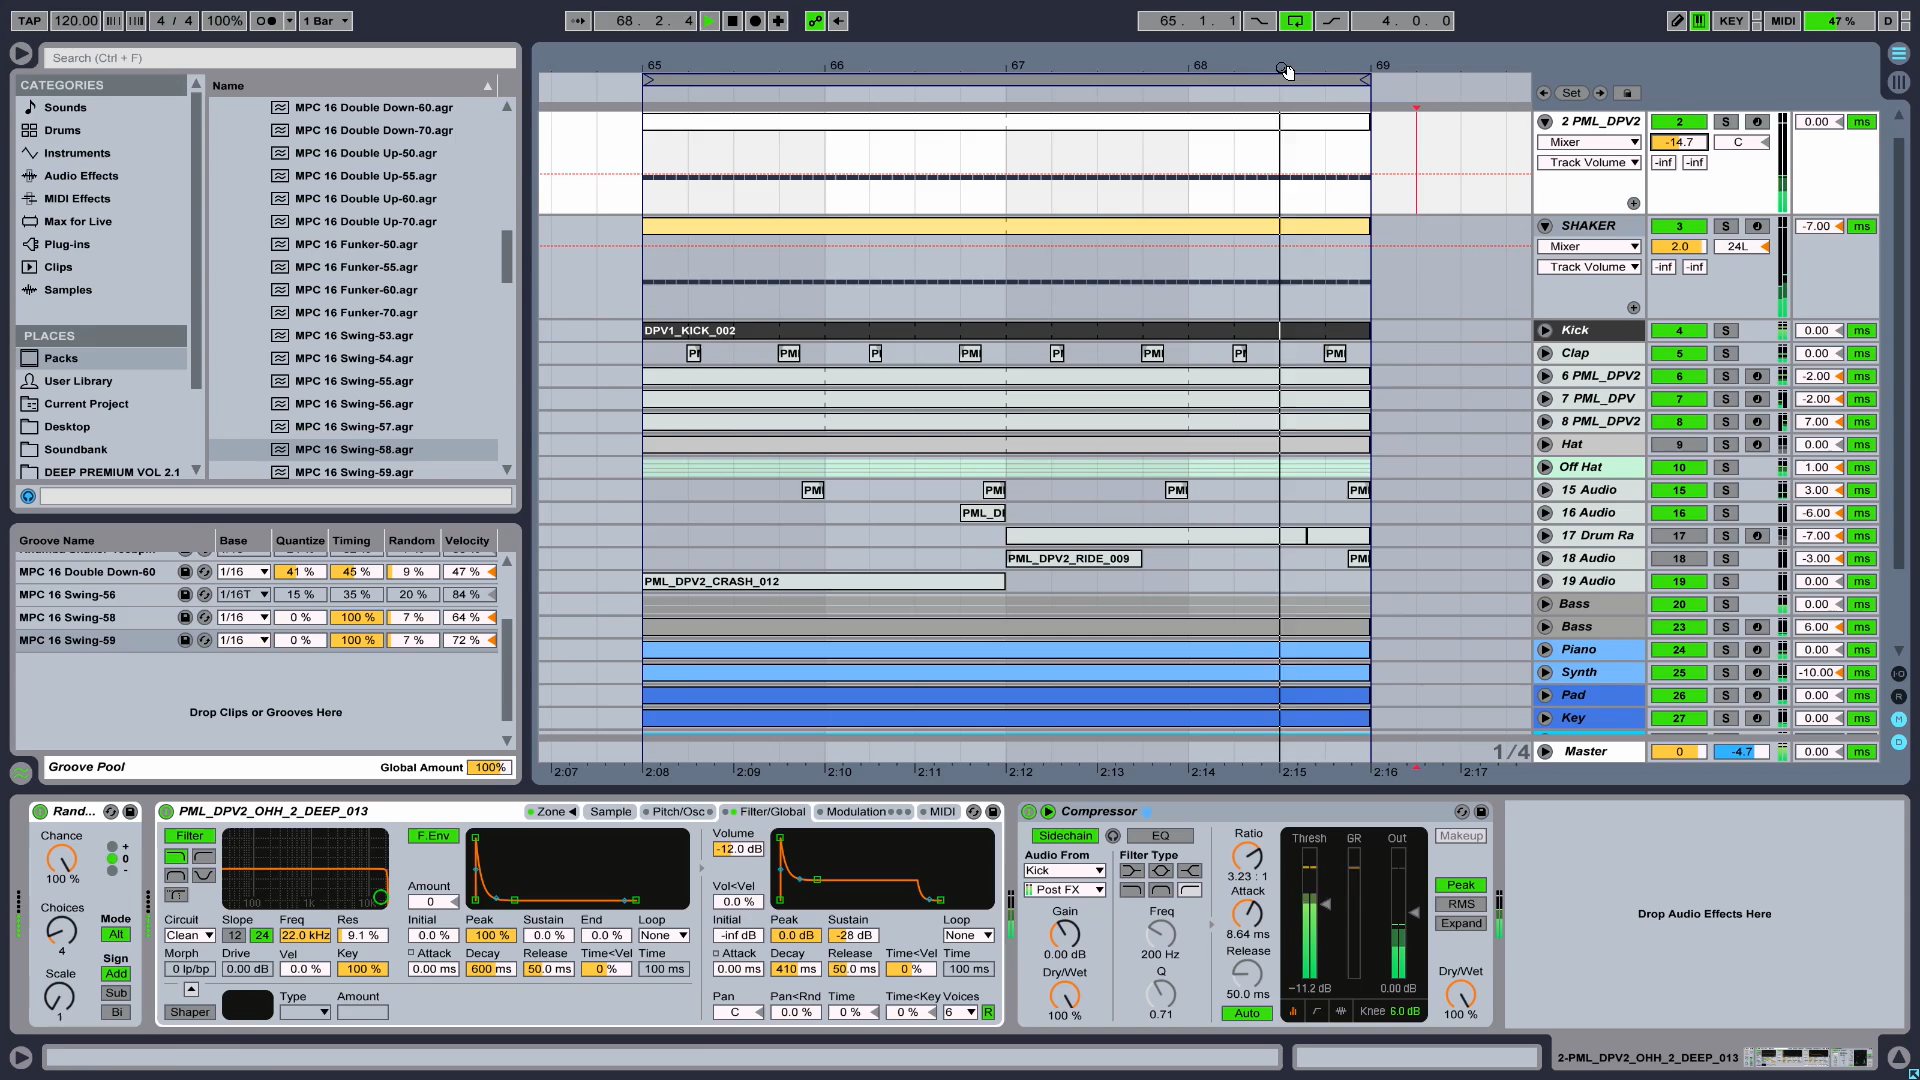 TAP 120.00 4 / 4 100% 1 Bar 68. 2. 4 65. 1. 1 4. 0. 0 KEY MIDI 47 % D
Search (Ctrl + F)
CATEGORIES
Sounds
Drums
Instruments
Audio Effects
MIDI Effects
Max for Live
Plug-ins
Clips
Samples
PLACES
Packs
User Library
Current Project
Desktop
Soundbank
DEEP PREMIUM VOL 2.1
Name
MPC 16 Double Down-60.agr
MPC 16 Double Down-70.agr
MPC 16 Double Up-50.agr
MPC 16 Double Up-55.agr
MPC 16 Double Up-60.agr
MPC 16 Double Up-70.agr
MPC 16 Funker-50.agr
MPC 16 Funker-55.agr
MPC 16 Funker-60.agr
MPC 16 Funker-70.agr
MPC 16 Swing-53.agr
MPC 16 Swing-54.agr
MPC 16 Swing-55.agr
MPC 16 Swing-56.agr
MPC 16 Swing-57.agr
MPC 16 Swing-58.agr
MPC 16 Swing-59.agr
Groove Name Base Quantize Timing Random Velocity
MPC 16 Double Down-60 1/16 41 % 45 % 9 % 47 %
MPC 16 Swing-56 1/16T 15 % 35 % 20 % 84 %
MPC 16 Swing-58 1/16 0 % 100 % 7 % 64 %
MPC 16 Swing-59 1/16 0 % 100 % 7 % 72 %
Drop Clips or Grooves Here
Groove Pool Global Amount 100%
65 66 67 68 69
DPV1_KICK_002
PI PMI PI PMI PI PMI PI PMI
PMI PMI PMI PMI
PML_DI
PML_DPV2_RIDE_009 PMI
PML_DPV2_CRASH_012
1/4
2:07 2:08 2:09 2:10 2:11 2:12 2:13 2:14 2:15 2:16 2:17
Set
2 PML_DPV2 2 S 0.00 ms
Mixer -14.7 C
Track Volume -inf -inf
SHAKER 3 S -7.00 ms
Mixer 2.0 24L
Track Volume -inf -inf
Kick 4 S 0.00 ms
Clap 5 S 0.00 ms
6 PML_DPV2 6 S -2.00 ms
7 PML_DPV 7 S -2.00 ms
8 PML_DPV2 8 S 7.00 ms
Hat 9 S 0.00 ms
Off Hat 10 S 1.00 ms
15 Audio 15 S 3.00 ms
16 Audio 16 S -6.00 ms
17 Drum Ra 17 S -7.00 ms
18 Audio 18 S -3.00 ms
19 Audio 19 S 0.00 ms
Bass 20 S 0.00 ms
Bass 23 S 6.00 ms
Piano 24 S 0.00 ms
Synth 25 S -10.00 ms
Pad 26 S 0.00 ms
Key 27 S 0.00 ms
Master 0 -4.7 0.00 ms
I·O
R
M
D
Rand...
Chance
100 %
+
0
-
Choices
4
Mode
Alt
Scale
1
Sign
Add
Sub
Bi
PML_DPV2_OHH_2_DEEP_013 Zone Sample Pitch/Osc Filter/Global Modulation MIDI
Filter F.Env Volume
-12.0 dB
100 1k 10k
Amount
0
Vol<Vel
0.0 %
Circuit Slope Freq Res Initial Peak Sustain End Loop Initial Peak Sustain Loop
Clean 12 24 22.0 kHz 9.1 % 0.0 % 100 % 0.0 % 0.0 % None -inf dB 0.0 dB -28 dB None
Morph Drive Vel Key Attack Decay Release Time<Vel Time Attack Decay Release Time<Vel Time
0 lp/bp 0.00 dB 0.0 % 100 % 0.00 ms 600 ms 50.0 ms 0 % 100 ms 0.00 ms 410 ms 50.0 ms 0 % 100 ms
Type Amount Pan Pan<Rnd Time Time<Key Voices
Shaper C 0.0 % 0 % 0 % 6 R
Compressor
Sidechain EQ
Audio From
Kick
Post FX
Filter Type
Gain
0.00 dB
Freq
200 Hz
Dry/Wet
100 %
Q
0.71
Ratio
3.23 : 1
Attack
8.64 ms
Release
50.0 ms
Auto
Thresh GR Out
-11.2 dB 0.00 dB
Knee 6.0 dB
Makeup
Peak
RMS
Expand
Dry/Wet
100 %
Drop Audio Effects Here
2-PML_DPV2_OHH_2_DEEP_013